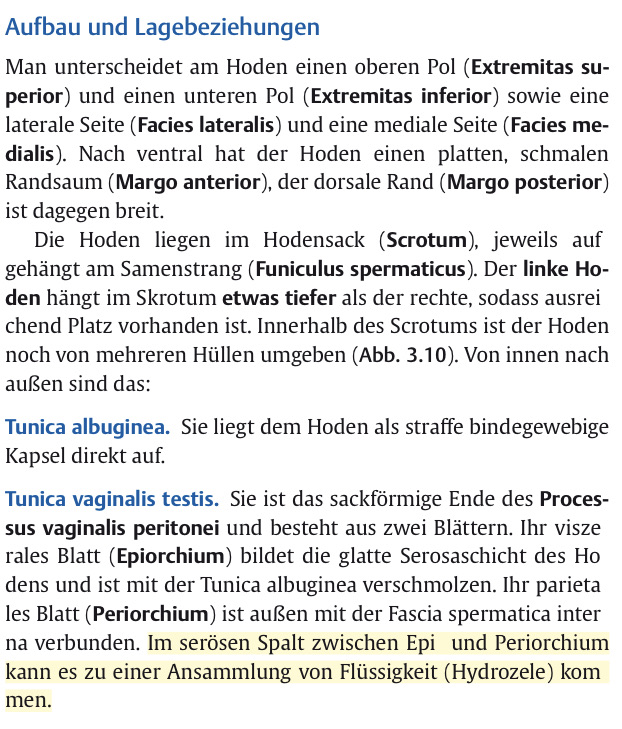 Aufbau und Lagebeziehungen
Man unterscheidet am Hoden einen oberen Pol (Extremitas su-
perior) und einen unteren Pol (Extremitas inferior) sowie eine
laterale Seite (Facies lateralis) und eine mediale Seite (Facies me-
dialis). Nach ventral hat der Hoden einen platten, schmalen
Randsaum (Margo anterior), der dorsale Rand (Margo posterior)
ist dagegen breit.
Die Hoden liegen im Hodensack (Scrotum), jeweils auf
gehängt am Samenstrang (Funiculus spermaticus). Der linke Ho-
den hängt im Skrotum etwas tiefer als der rechte, sodass ausrei
chend Platz vorhanden ist. Innerhalb des Scrotums ist der Hoden
noch von mehreren Hüllen umgeben (Abb. 3.10). Von innen nach
außen sind das:
Tunica albuginea. Sie liegt dem Hoden als straffe bindegewebige
Kapsel direkt auf.
Tunica vaginalis testis. Sie ist das sackförmige Ende des Proces-
sus vaginalis peritonei und besteht aus zwei Blättern. Ihr visze
rales Blatt (Epiorchium) bildet die glatte Serosaschicht des Ho
dens und ist mit der Tunica albuginea verschmolzen. Ihr parieta
les Blatt (Periorchium) ist außen mit der Fascia spermatica inter
na verbunden. Im serösen Spalt zwischen Epi und Periorchium
kann es zu einer Ansammlung von Flüssigkeit (Hydrozele) kom
men.